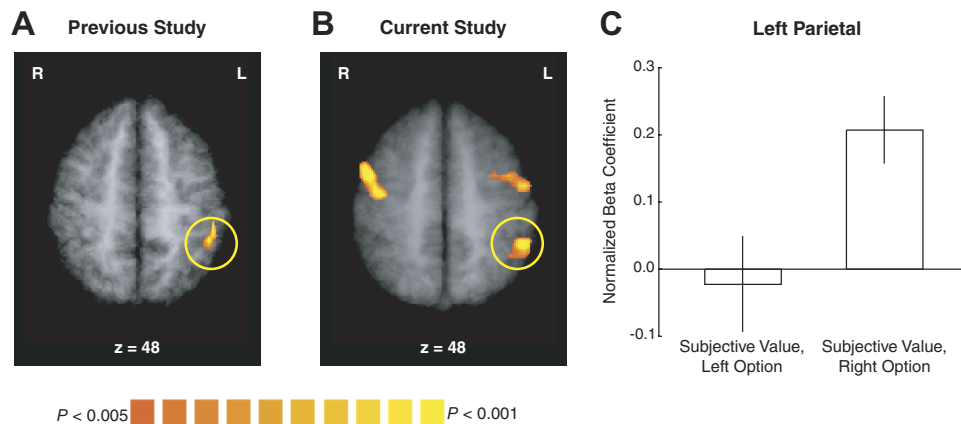 A Previous Study
R L
z = 48
B Current Study
R L
z = 48
P < 0.005 P < 0.001
C Left Parietal
Normalized Beta Coefficient
0.3
0.2
0.1
0.0
-0.1
Subjective Value,
Left Option
Subjective Value,
Right Option